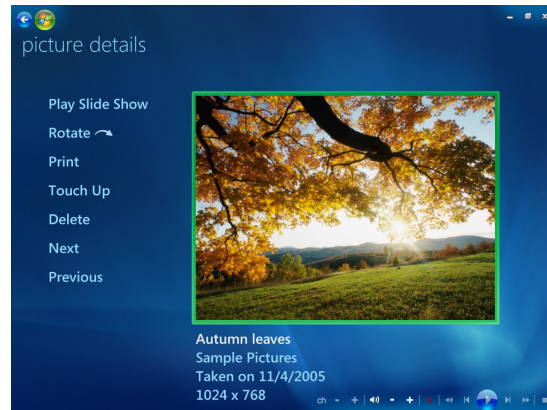 picture details
Play Slide Show
Rotate
Print
Touch Up
Delete
Next
Previous
Autumn leaves
Sample Pictures
Taken on 11/4/2005
1024 x 768
ch - +
- +